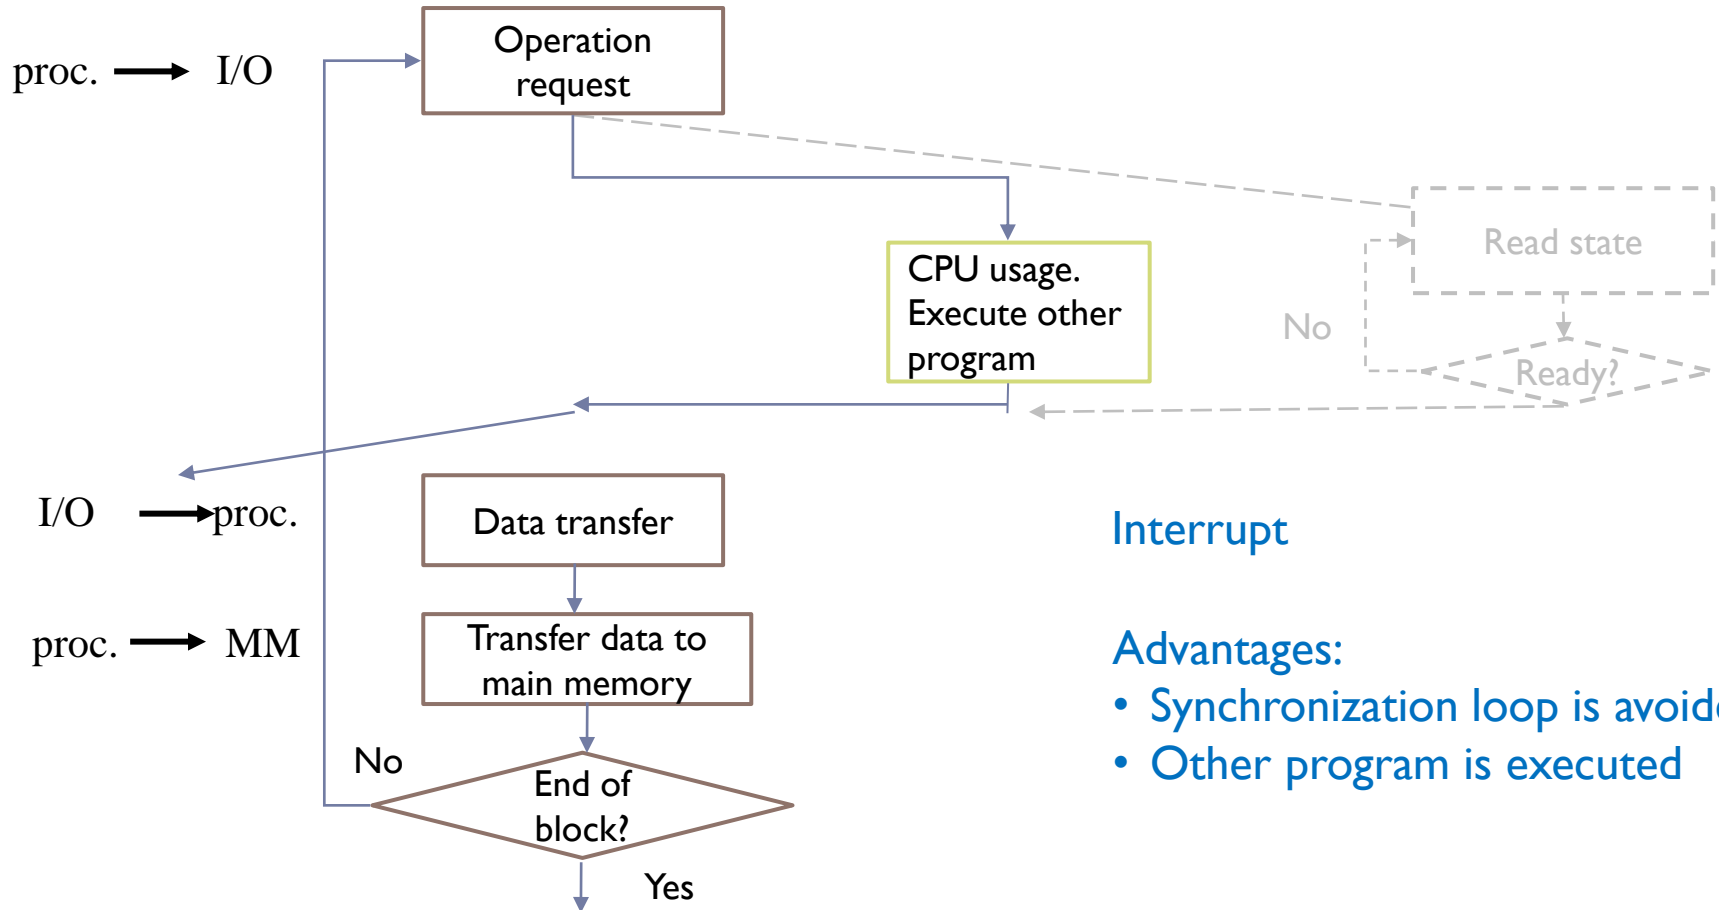 Operation
request
proc.
I/O
CPU usage.
Execute other
program
Read state
No
Ready?
I/O
proc.
Data transfer
Interrupt
proc.
MM
Transfer data to
main memory
Advantages:
• Synchronization loop is avoid
• Other program is executed
No
End of
block?
Yes